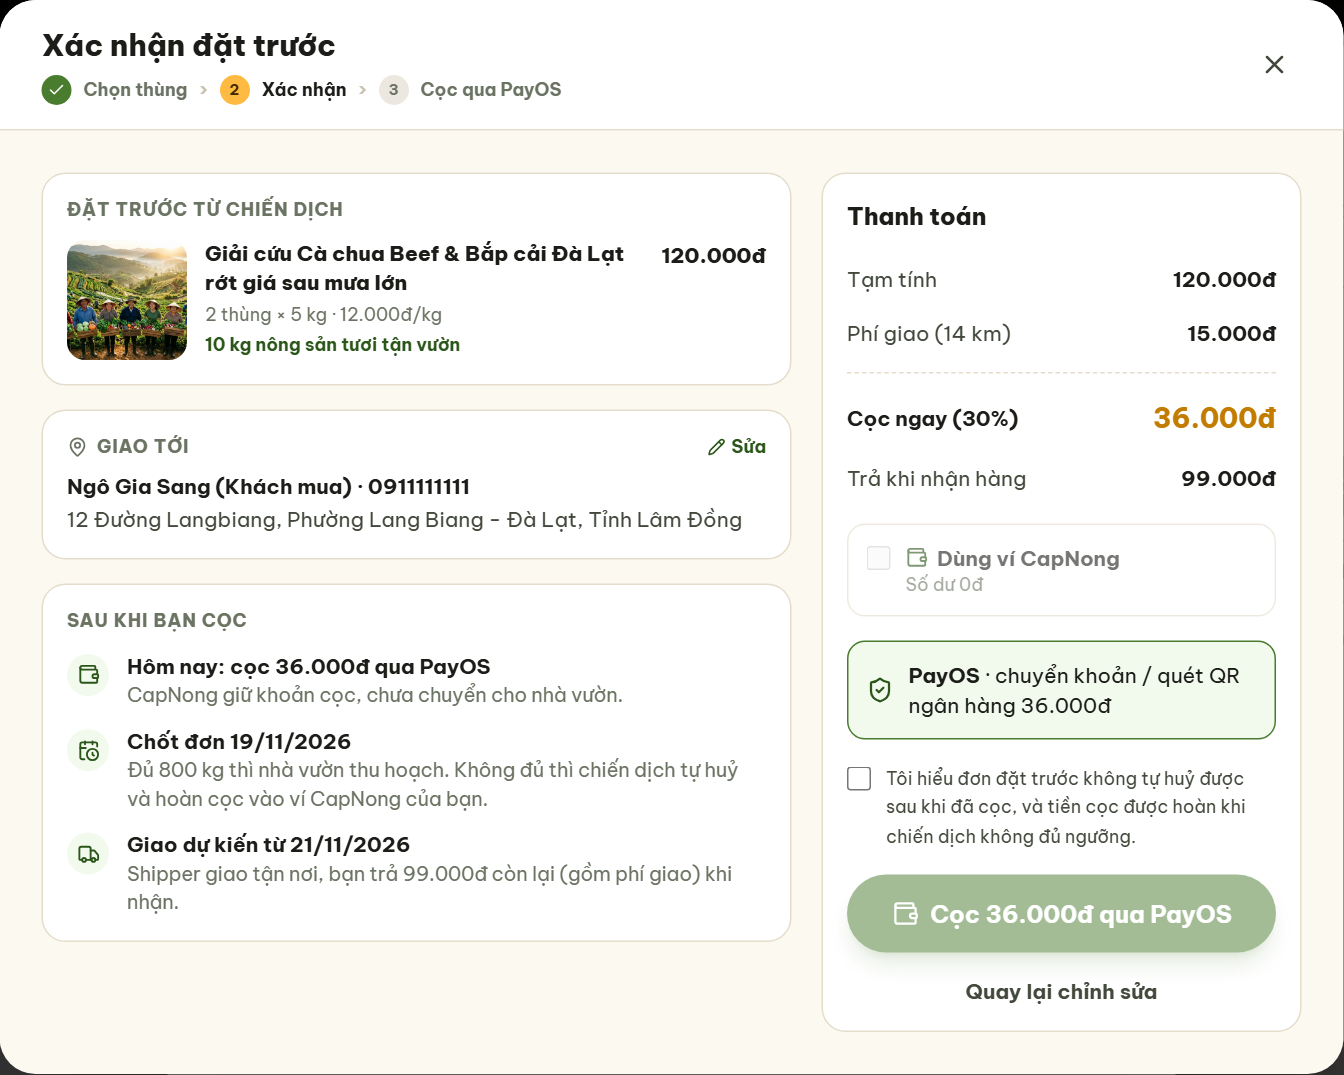 Xác nhận đặt trước
Chọn thùng › 2 Xác nhận › 3 Cọc qua PayOS
ĐẶT TRƯỚC TỪ CHIẾN DỊCH
Giải cứu Cà chua Beef & Bắp cải Đà Lạt
rớt giá sau mưa lớn
120.000đ
2 thùng × 5 kg · 12.000đ/kg
10 kg nông sản tươi tận vườn
GIAO TỚI
Sửa
Ngô Gia Sang (Khách mua) · 0911111111
12 Đường Langbiang, Phường Lang Biang - Đà Lạt, Tỉnh Lâm Đồng
SAU KHI BẠN CỌC
Hôm nay: cọc 36.000đ qua PayOS
CapNong giữ khoản cọc, chưa chuyển cho nhà vườn.
Chốt đơn 19/11/2026
Đủ 800 kg thì nhà vườn thu hoạch. Không đủ thì chiến dịch tự huỷ
và hoàn cọc vào ví CapNong của bạn.
Giao dự kiến từ 21/11/2026
Shipper giao tận nơi, bạn trả 99.000đ còn lại (gồm phí giao) khi
nhận.
Thanh toán
Tạm tính 120.000đ
Phí giao (14 km) 15.000đ
Cọc ngay (30%) 36.000đ
Trả khi nhận hàng 99.000đ
Dùng ví CapNong
Số dư 0đ
PayOS · chuyển khoản / quét QR
ngân hàng 36.000đ
Tôi hiểu đơn đặt trước không tự huỷ được
sau khi đã cọc, và tiền cọc được hoàn khi
chiến dịch không đủ ngưỡng.
Cọc 36.000đ qua PayOS
Quay lại chỉnh sửa